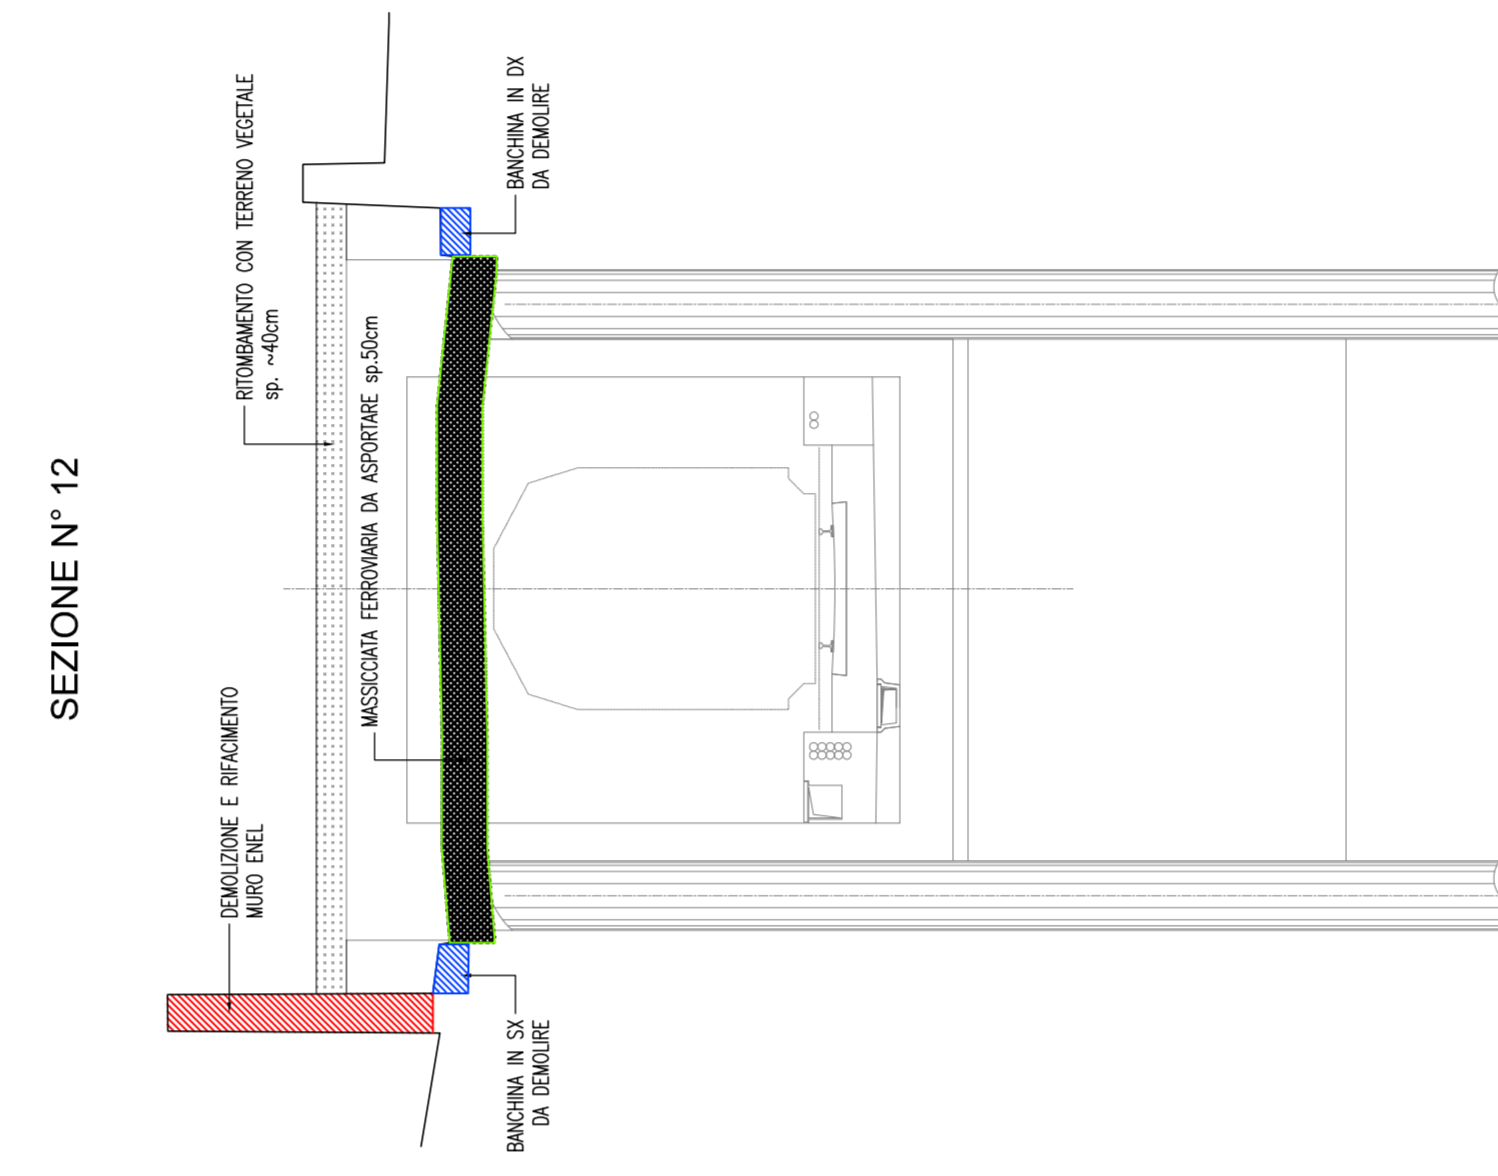 SEZIONE N° 12
DEMOLIZIONE E RIFACIMENTO
MURO ENEL
RITOMBAMENTO CON TERRENO VEGETALE
sp. ~40cm
MASSICCIATA FERROVIARIA DA ASPORTARE sp.50cm
BANCHINA IN SX
DA DEMOLIRE
BANCHINA IN DX
DA DEMOLIRE